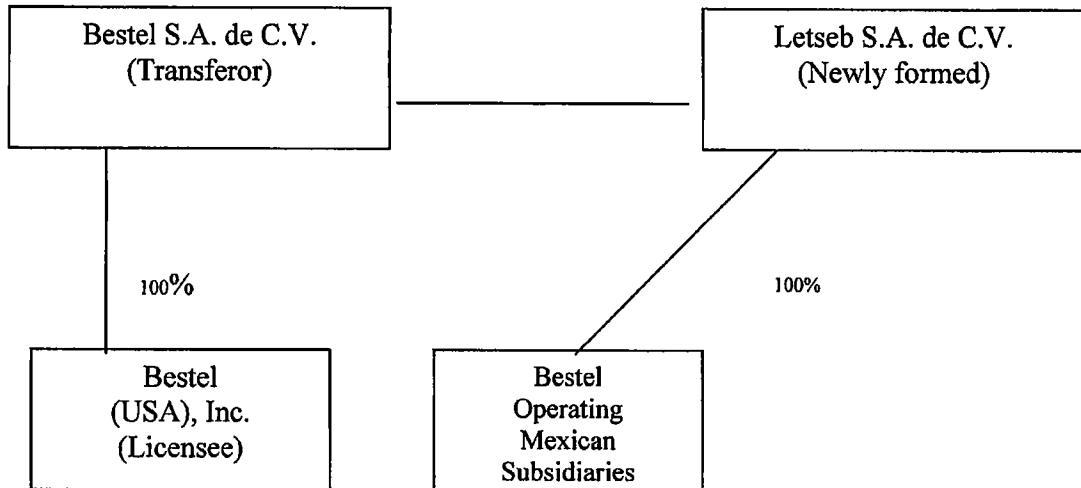 Bestel S.A. de C.V.
(Transferor)
Letseb S.A. de C.V.
(Newly formed)
100%
100%
Bestel
(USA), Inc.
(Licensee)
Bestel
Operating
Mexican
Subsidiaries